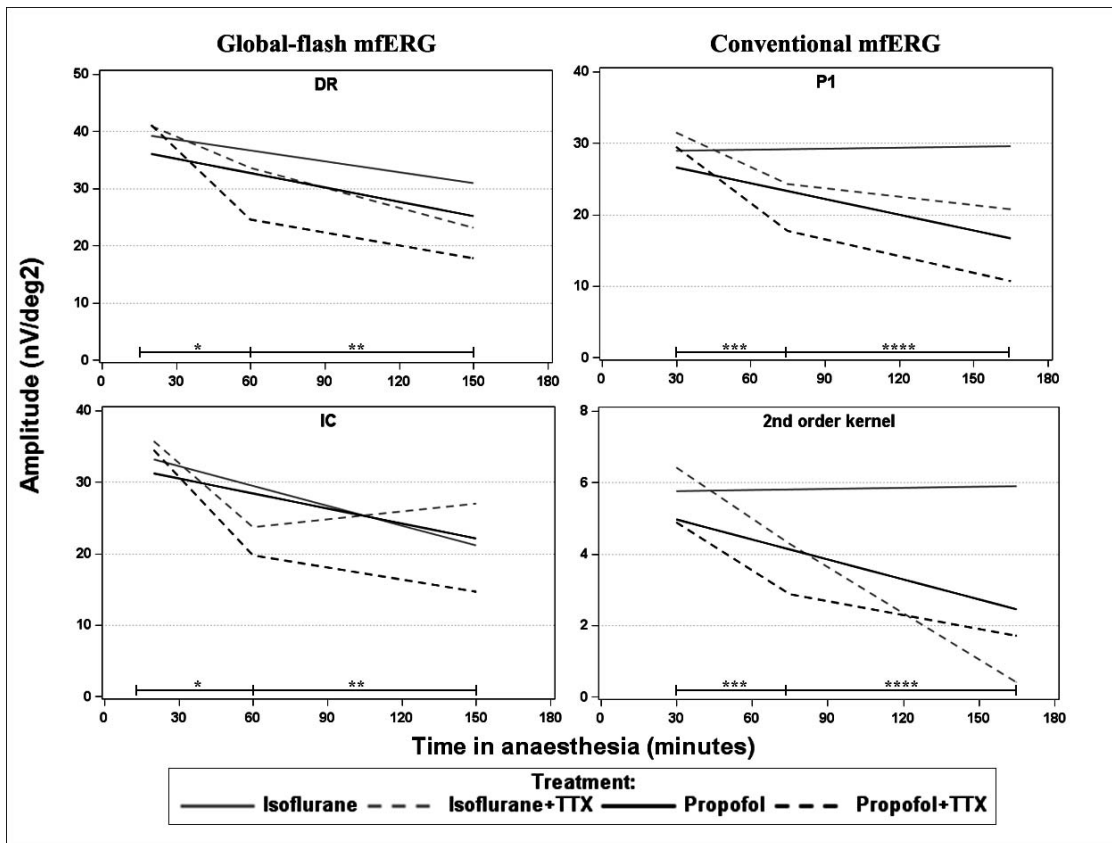 Global-flash mfERG
Conventional mfERG
DR
50
40
30
20
10
0
* **
0 30 60 90 120 150 180
P1
40
30
20
10
0
*** ****
0 30 60 90 120 150 180
IC
40
30
20
10
0
* **
0 30 60 90 120 150 180
2nd order kernel
8
6
4
2
0
*** ****
0 30 60 90 120 150 180
Amplitude (nV/deg2)
Time in anaesthesia (minutes)
Treatment:
Isoflurane Isoflurane+TTX Propofol Propofol+TTX